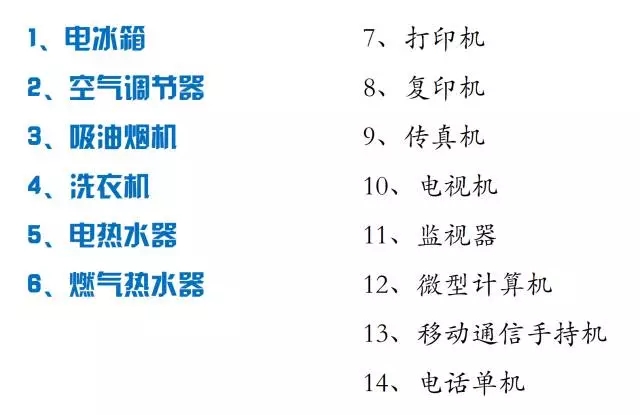 1、电冰箱
2、空气调节器
3、吸油烟机
4、洗衣机
5、电热水器
6、燃气热水器
7、打印机
8、复印机
9、传真机
10、电视机
11、监视器
12、微型计算机
13、移动通信手持机
14、电话单机